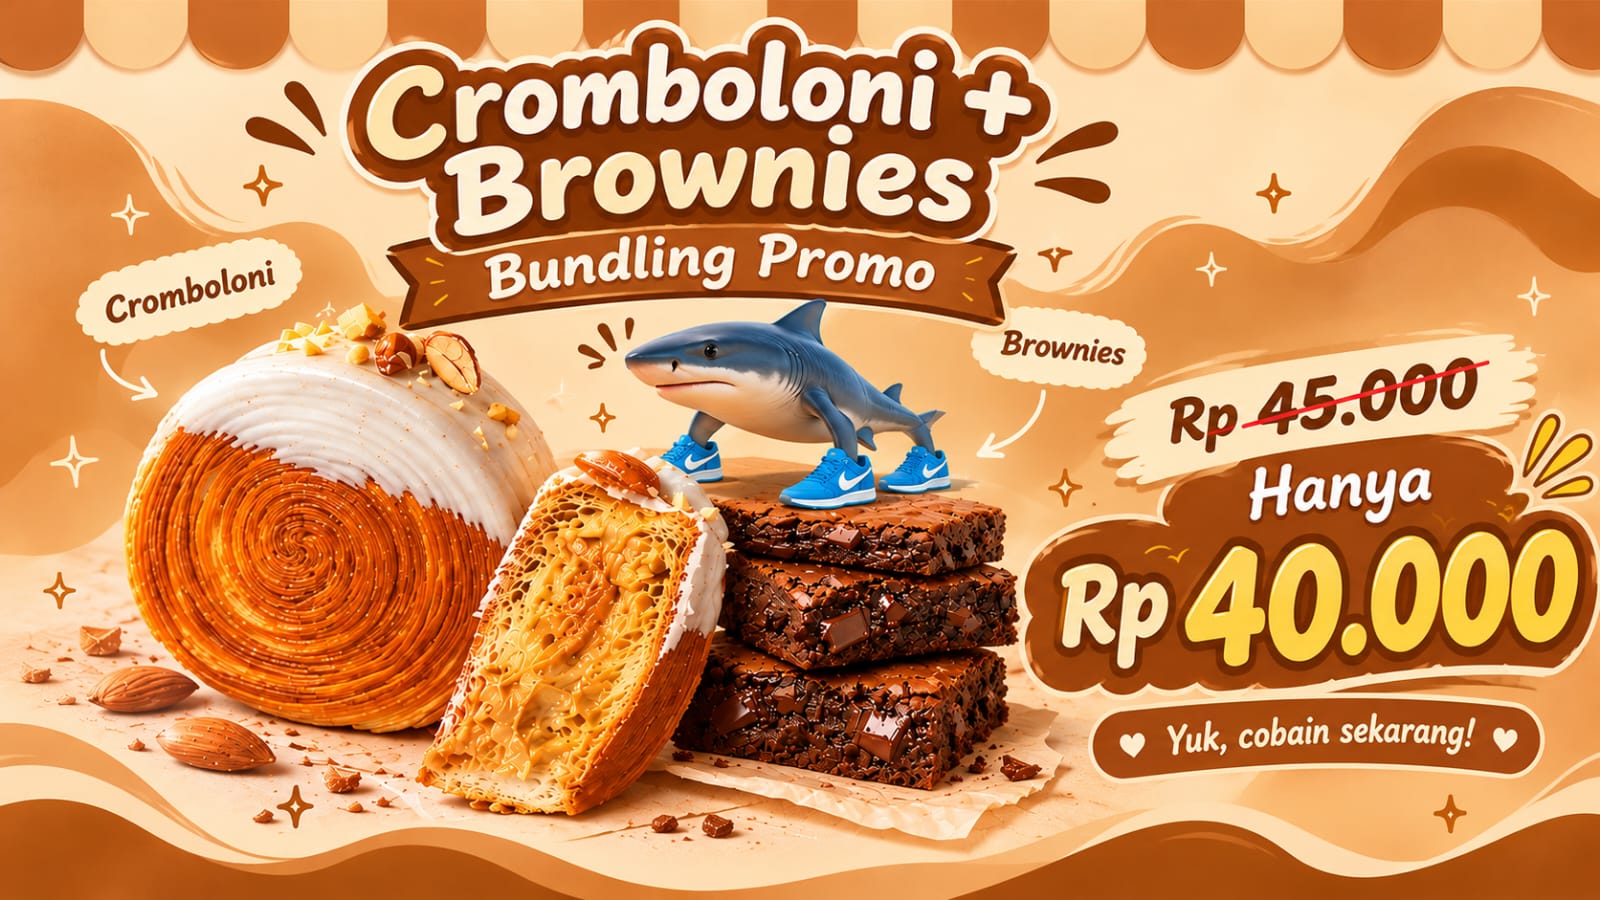 Cromboloni +
Brownies
Bundling Promo
Cromboloni
Brownies
Rp 45.000
Hanya
Rp 40.000
Yuk, cobain sekarang!